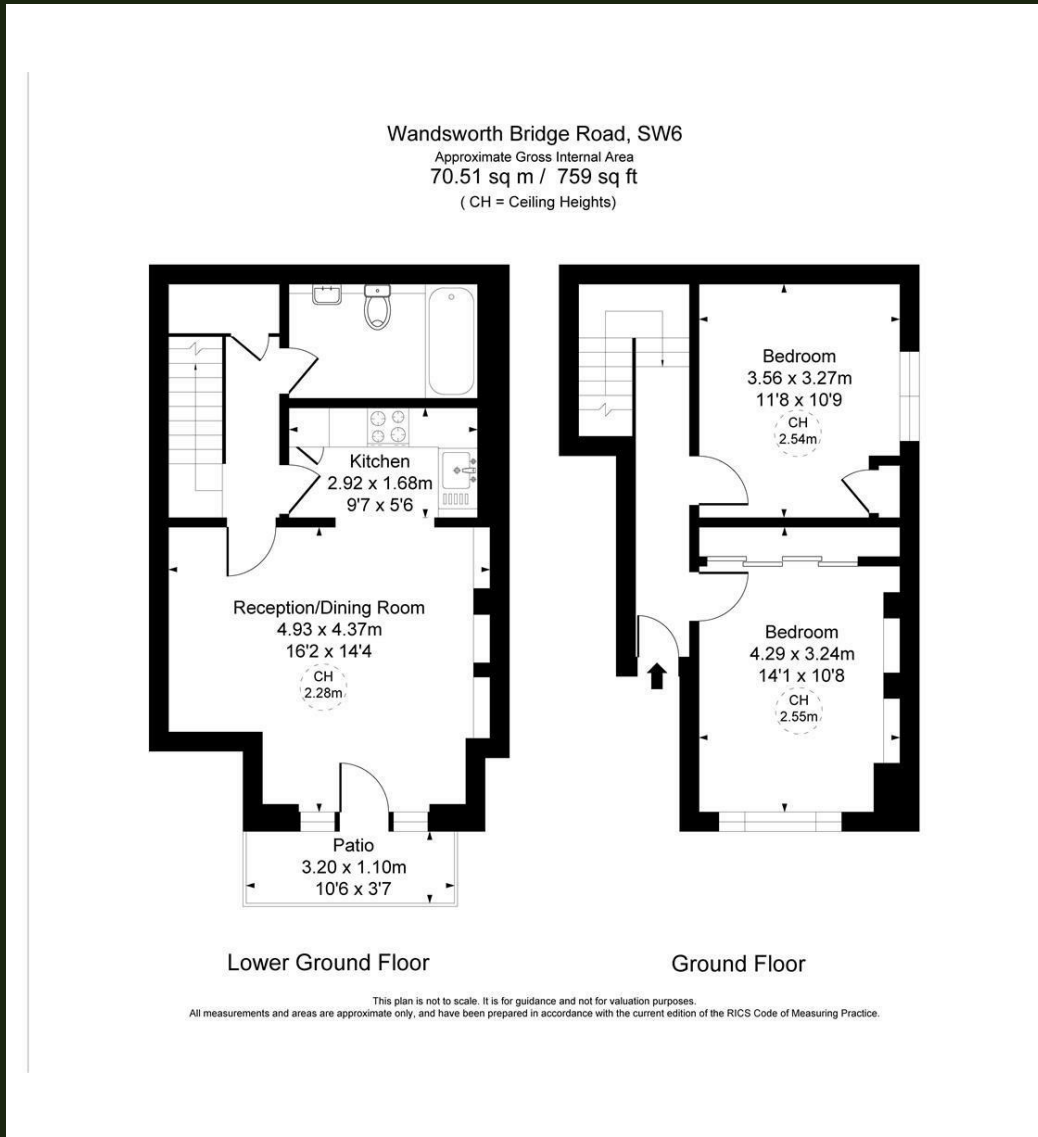 Wandsworth Bridge Road, SW6
Approximate Gross Internal Area
70.51 sq m / 759 sq ft
( CH = Ceiling Heights)
Kitchen
2.92 x 1.68m
9'7 x 5'6
Reception/Dining Room
4.93 x 4.37m
16'2 x 14'4
CH
2.28m
Patio
3.20 x 1.10m
10'6 x 3'7
Lower Ground Floor
Bedroom
3.56 x 3.27m
11'8 x 10'9
CH
2.54m
Bedroom
4.29 x 3.24m
14'1 x 10'8
CH
2.55m
Ground Floor
This plan is not to scale. It is for guidance and not for valuation purposes.
All measurements and areas are approximate only, and have been prepared in accordance with the current edition of the RICS Code of Measuring Practice.